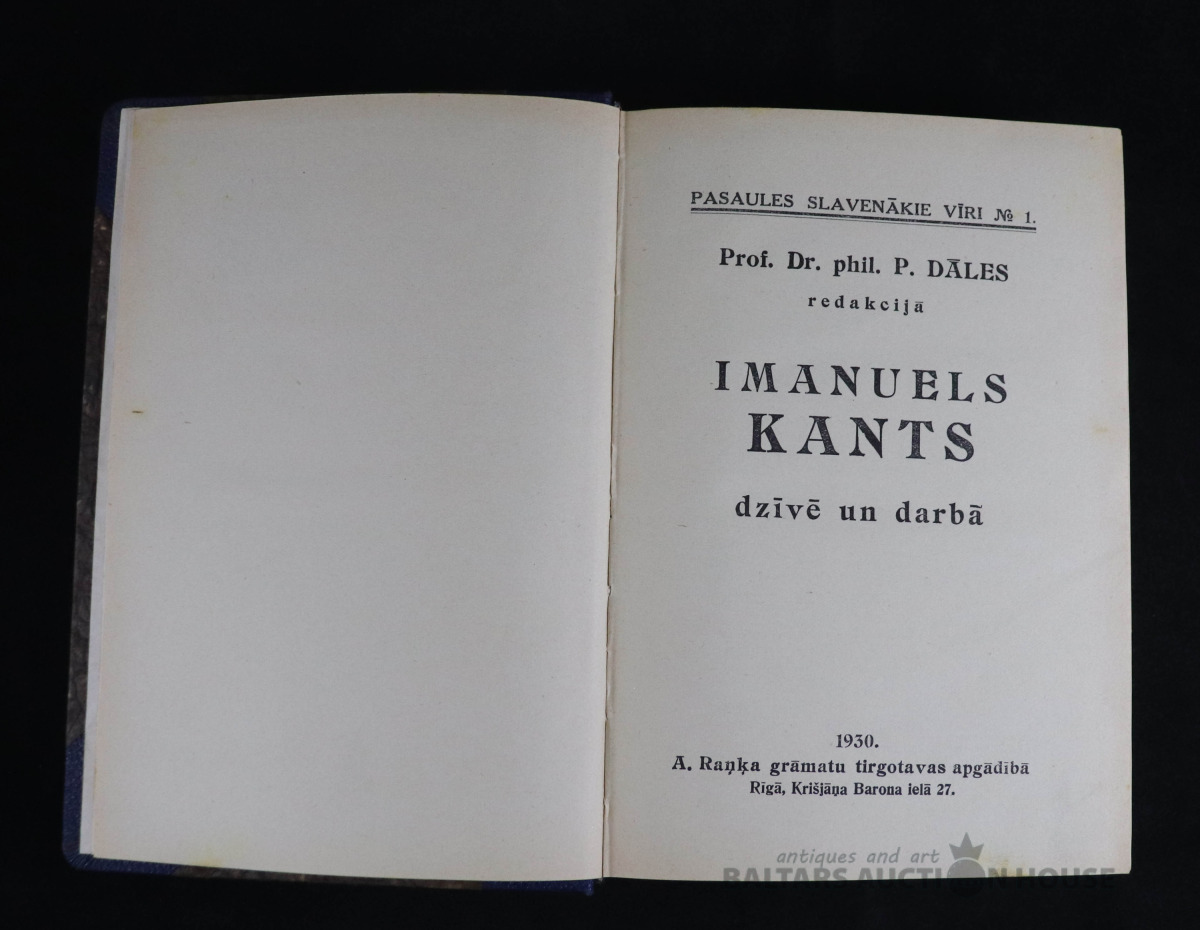 PASAULES SLAVENĀKIE VĪRI № 1.
Prof. Dr. phil. P. DĀLES
redakcijā
IMANUELS
KANTS
dzīvē un darbā
1930.
A. Raņķa grāmatu tirgotavas apgādībā
Rīgā, Krišjāņa Barona ielā 27.
antiques and art
BALTARS AUCTION HOUSE